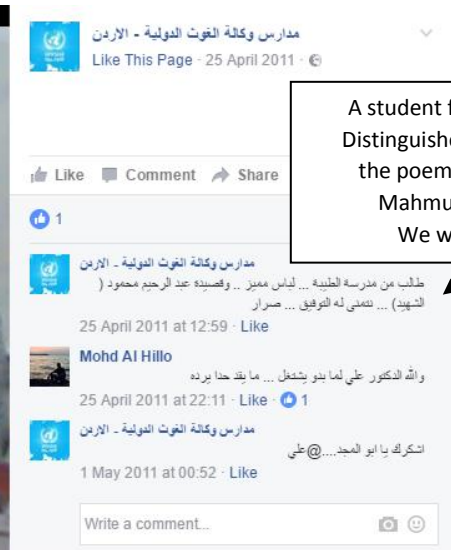 مدارس وكالة الغوث الدولية - الاردن
Like This Page · 25 April 2011 ·
A student f
Distinguishe
the poem
Mahmu
We w
Like Comment Share
1
مدارس وكالة الغوث الدولية - الاردن
طالب من مدرسة الطيبة ... لباس مميز .. وقصيدة عبد الرحيم محمود (
الشهيد) ... نتمنى له التوفيق ... صرار
25 April 2011 at 12:59 · Like
Mohd Al Hillo
والله الدكتور علي لما بدو يشتغل ... ما يقد حدا يرده
25 April 2011 at 22:11 · Like · 1
مدارس وكالة الغوث الدولية - الاردن
اشكرك يا ابو المجد....@علي
1 May 2011 at 00:52 · Like
Write a comment...